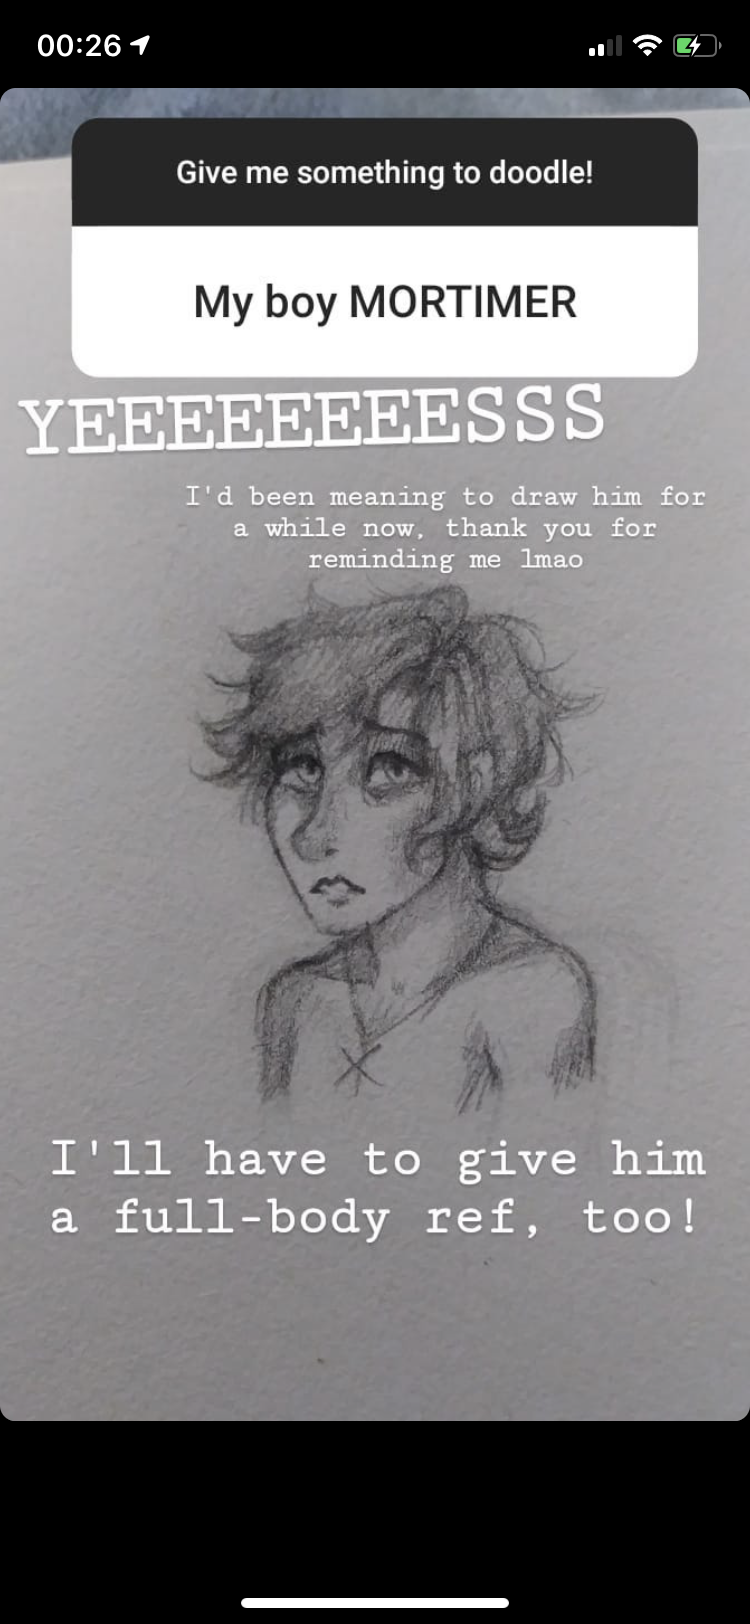 00:26
Give me something to doodle!
My boy MORTIMER
YEEEEEEEESSS
I'd been meaning to draw him for
a while now, thank you for
reminding me lmao
I'll have to give him
a full-body ref, too!